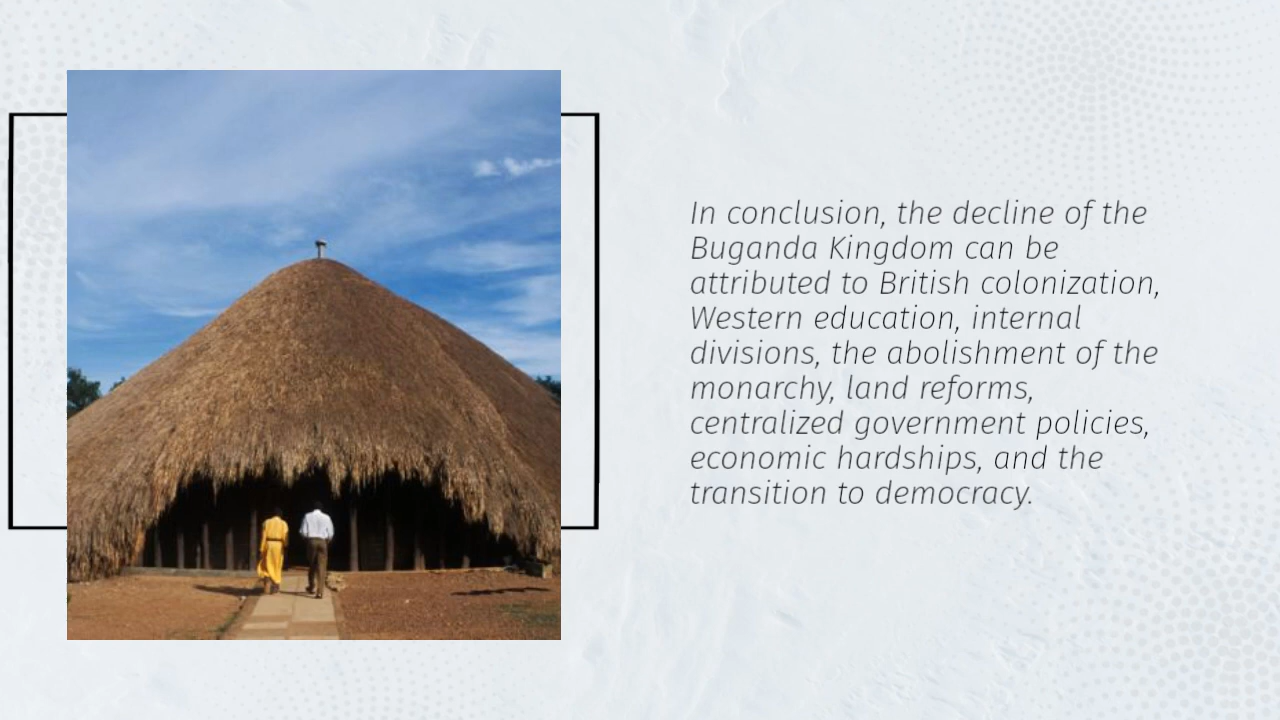 In conclusion, the decline of the
Buganda Kingdom can be
attributed to British colonization,
Western education, internal
divisions, the abolishment of the
monarchy, land reforms,
centralized government policies,
economic hardships, and the
transition to democracy.